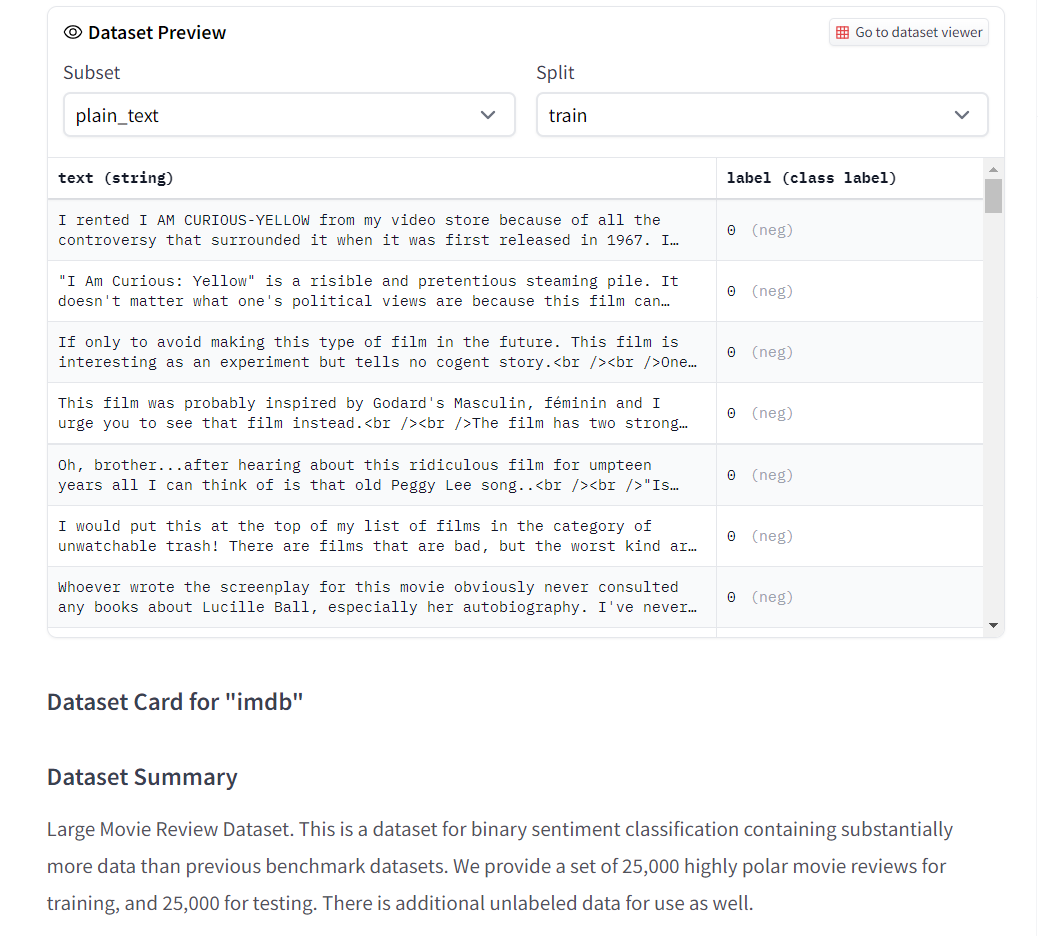 Dataset Preview
Go to dataset viewer
Subset
Split
plain_text
train
text (string)
label (class label)
I rented I AM CURIOUS-YELLOW from my video store because of all the
controversy that surrounded it when it was first released in 1967. I…
0 (neg)
"I Am Curious: Yellow" is a risible and pretentious steaming pile. It
doesn't matter what one's political views are because this film can…
0 (neg)
If only to avoid making this type of film in the future. This film is
interesting as an experiment but tells no cogent story.<br /><br />One…
0 (neg)
This film was probably inspired by Godard's Masculin, féminin and I
urge you to see that film instead.<br /><br />The film has two strong…
0 (neg)
Oh, brother...after hearing about this ridiculous film for umpteen
years all I can think of is that old Peggy Lee song..<br /><br />"Is…
0 (neg)
I would put this at the top of my list of films in the category of
unwatchable trash! There are films that are bad, but the worst kind ar…
0 (neg)
Whoever wrote the screenplay for this movie obviously never consulted
any books about Lucille Ball, especially her autobiography. I've never…
0 (neg)
Dataset Card for "imdb"
Dataset Summary
Large Movie Review Dataset. This is a dataset for binary sentiment classification containing substantially
more data than previous benchmark datasets. We provide a set of 25,000 highly polar movie reviews for
training, and 25,000 for testing. There is additional unlabeled data for use as well.